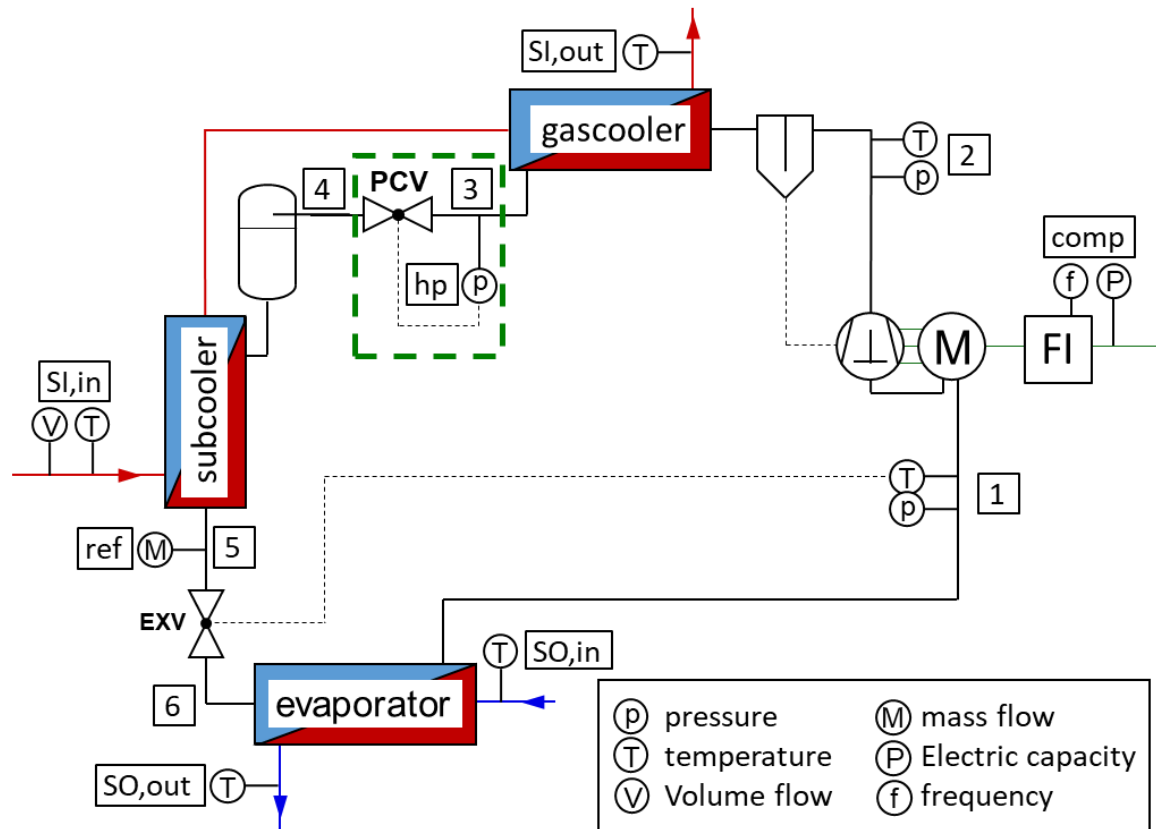 SI,out
T
gascooler
T
p
2
4
PCV
3
hp
p
comp
f
P
M
FI
subcooler
SI,in
V
T
T
p
1
ref
M
5
EXV
6
evaporator
T
SO,in
SO,out
T
p pressure
T temperature
V Volume flow
M mass flow
P Electric capacity
f frequency